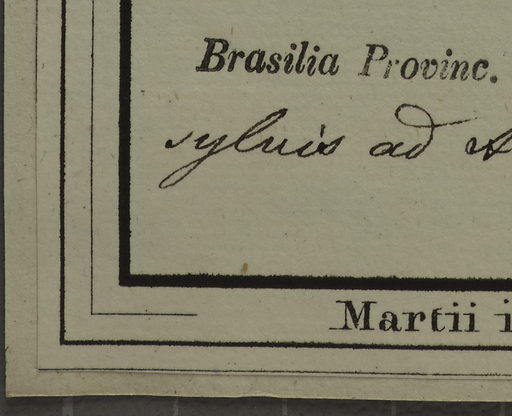 Brasilia Provinc.
sylvis ad
Martii i